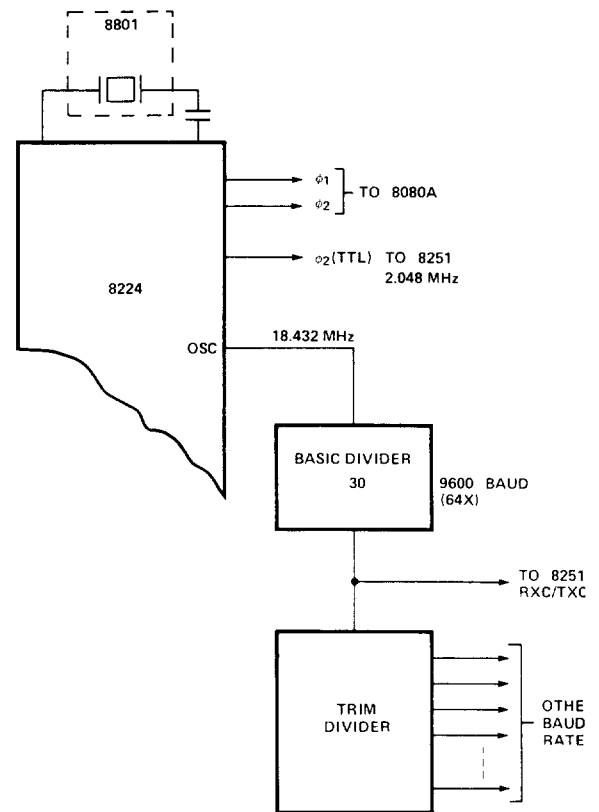 8801
φ1
φ2
TO 8080A
φ2(TTL) TO 8251
2.048 MHz
8224
OSC
18.432 MHz
BASIC DIVIDER
30
9600 BAUD
(64X)
TO 8251
RXC/TXC
TRIM
DIVIDER
OTHE
BAUD
RATE